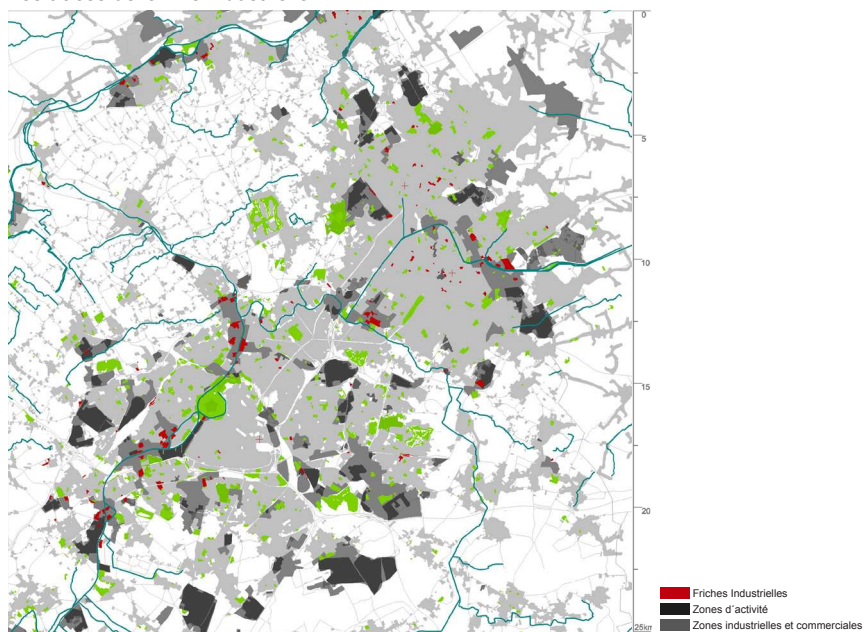 0
5
10
15
20
25km
Friches Industrielles
Zones d´activité
Zones industrielles et commerciales